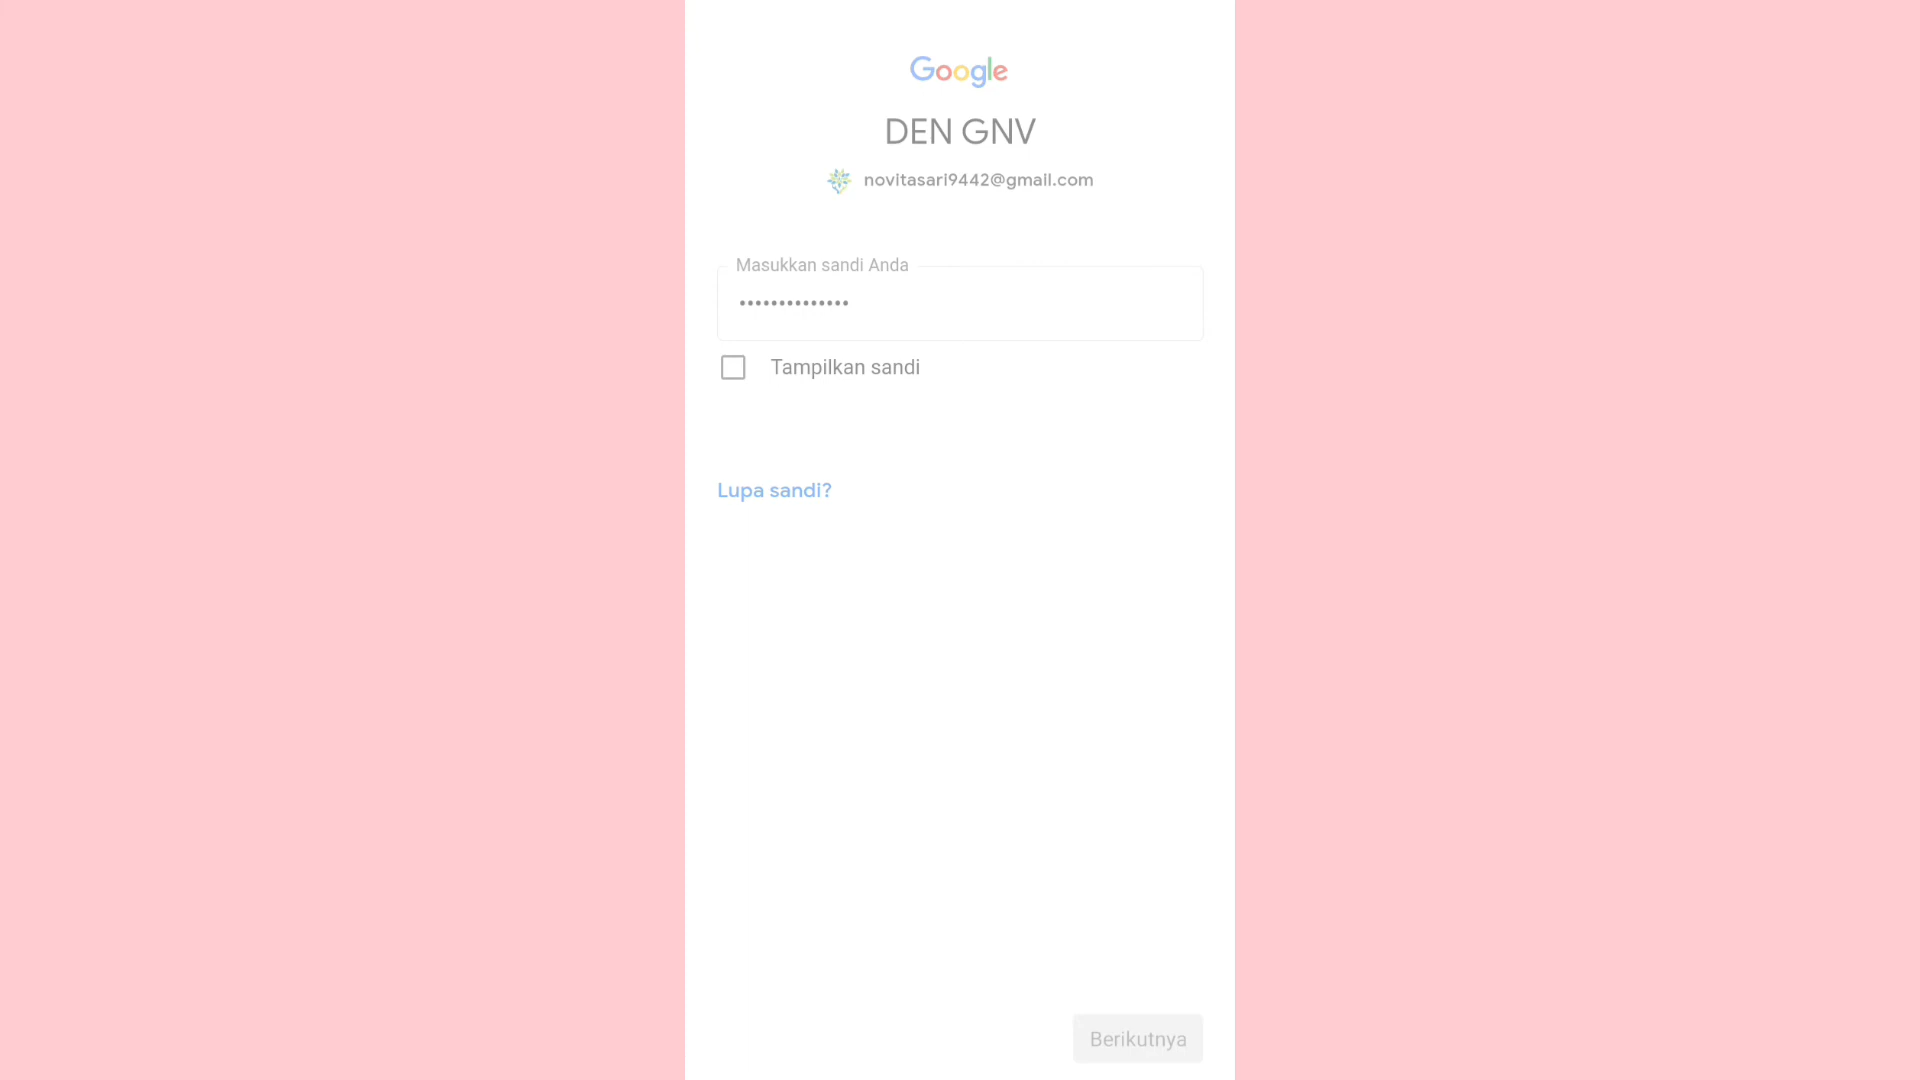 Google
DEN GNV
novitasari9442@gmail.com
Masukkan sandi Anda
••••••••••••••
Tampilkan sandi
Lupa sandi?
Berikutnya